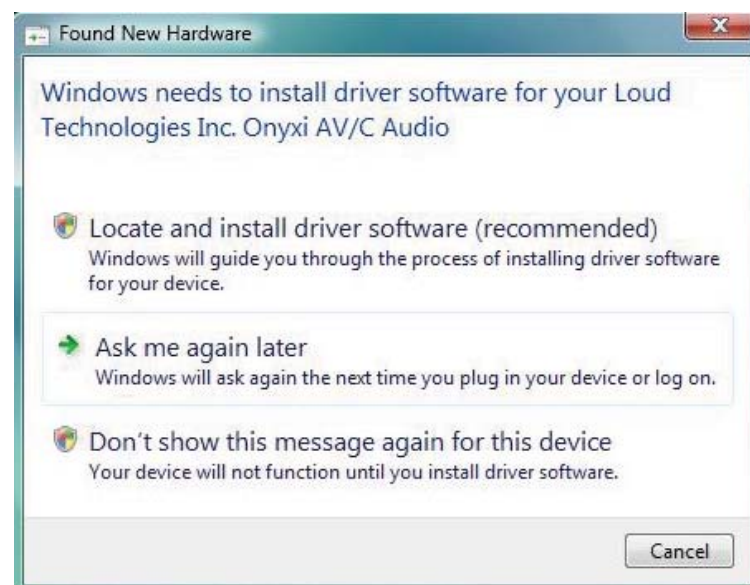 Found New Hardware
Windows needs to install driver software for your Loud
Technologies Inc. Onyxi AV/C Audio
Locate and install driver software (recommended)
Windows will guide you through the process of installing driver software
for your device.
Ask me again later
Windows will ask again the next time you plug in your device or log on.
Don't show this message again for this device
Your device will not function until you install driver software.
Cancel